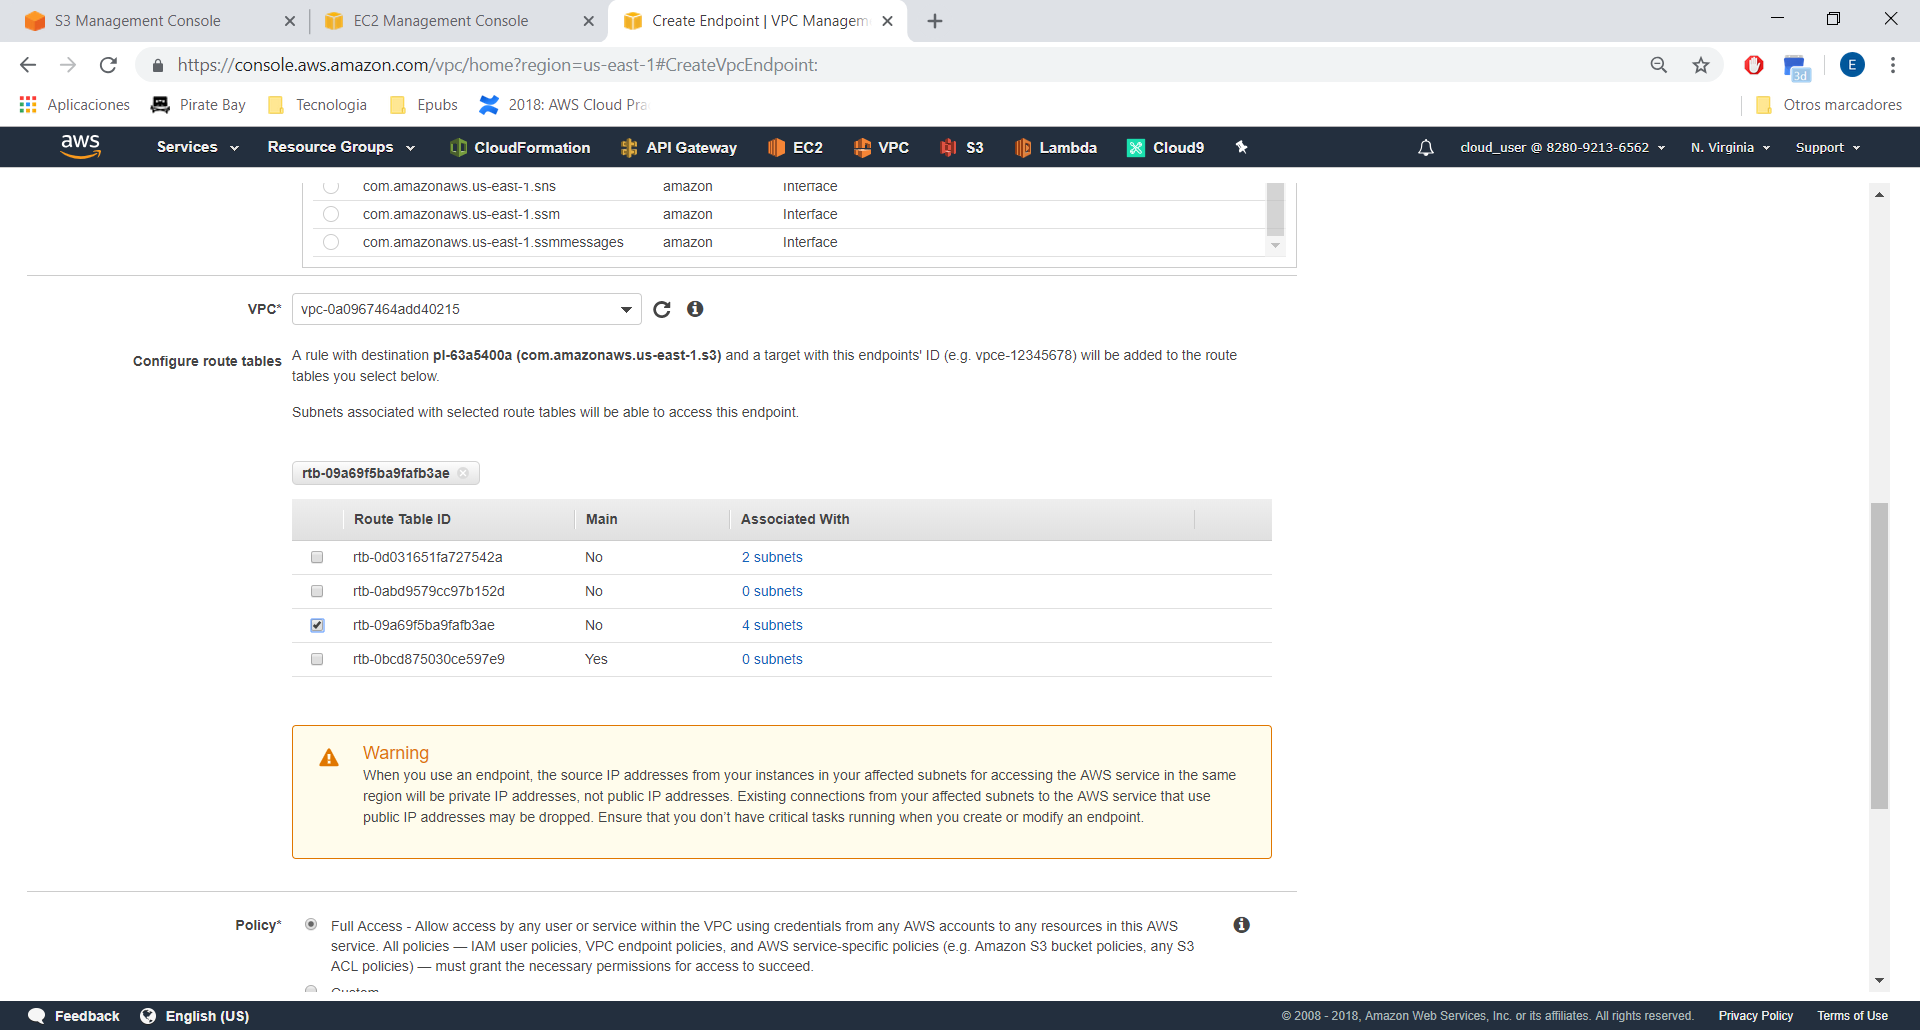 S3 Management Console
EC2 Management Console
Create Endpoint | VPC Managem
https://console.aws.amazon.com/vpc/home?region=us-east-1#CreateVpcEndpoint:
3d
E
Aplicaciones
Pirate Bay
Tecnologia
Epubs
2018: AWS Cloud Pra
Otros marcadores
aws
Services
Resource Groups
CloudFormation
API Gateway
EC2
VPC
S3
Lambda
Cloud9
cloud_user @ 8280-9213-6562
N. Virginia
Support
com.amazonaws.us-east-1.sns amazon Interface
com.amazonaws.us-east-1.ssm amazon Interface
com.amazonaws.us-east-1.ssmmessages amazon Interface
VPC* vpc-0a0967464add40215
Configure route tables
A rule with destination pl-63a5400a (com.amazonaws.us-east-1.s3) and a target with this endpoints' ID (e.g. vpce-12345678) will be added to the route
tables you select below.
Subnets associated with selected route tables will be able to access this endpoint.
rtb-09a69f5ba9fafb3ae
Route Table ID Main Associated With
rtb-0d031651fa727542a No 2 subnets
rtb-0abd9579cc97b152d No 0 subnets
rtb-09a69f5ba9fafb3ae No 4 subnets
rtb-0bcd875030ce597e9 Yes 0 subnets
Warning
When you use an endpoint, the source IP addresses from your instances in your affected subnets for accessing the AWS service in the same
region will be private IP addresses, not public IP addresses. Existing connections from your affected subnets to the AWS service that use
public IP addresses may be dropped. Ensure that you don't have critical tasks running when you create or modify an endpoint.
Policy*
Full Access - Allow access by any user or service within the VPC using credentials from any AWS accounts to any resources in this AWS
service. All policies — IAM user policies, VPC endpoint policies, and AWS service-specific policies (e.g. Amazon S3 bucket policies, any S3
ACL policies) — must grant the necessary permissions for access to succeed.
Custom
Feedback
English (US)
© 2008 - 2018, Amazon Web Services, Inc. or its affiliates. All rights reserved.
Privacy Policy
Terms of Use